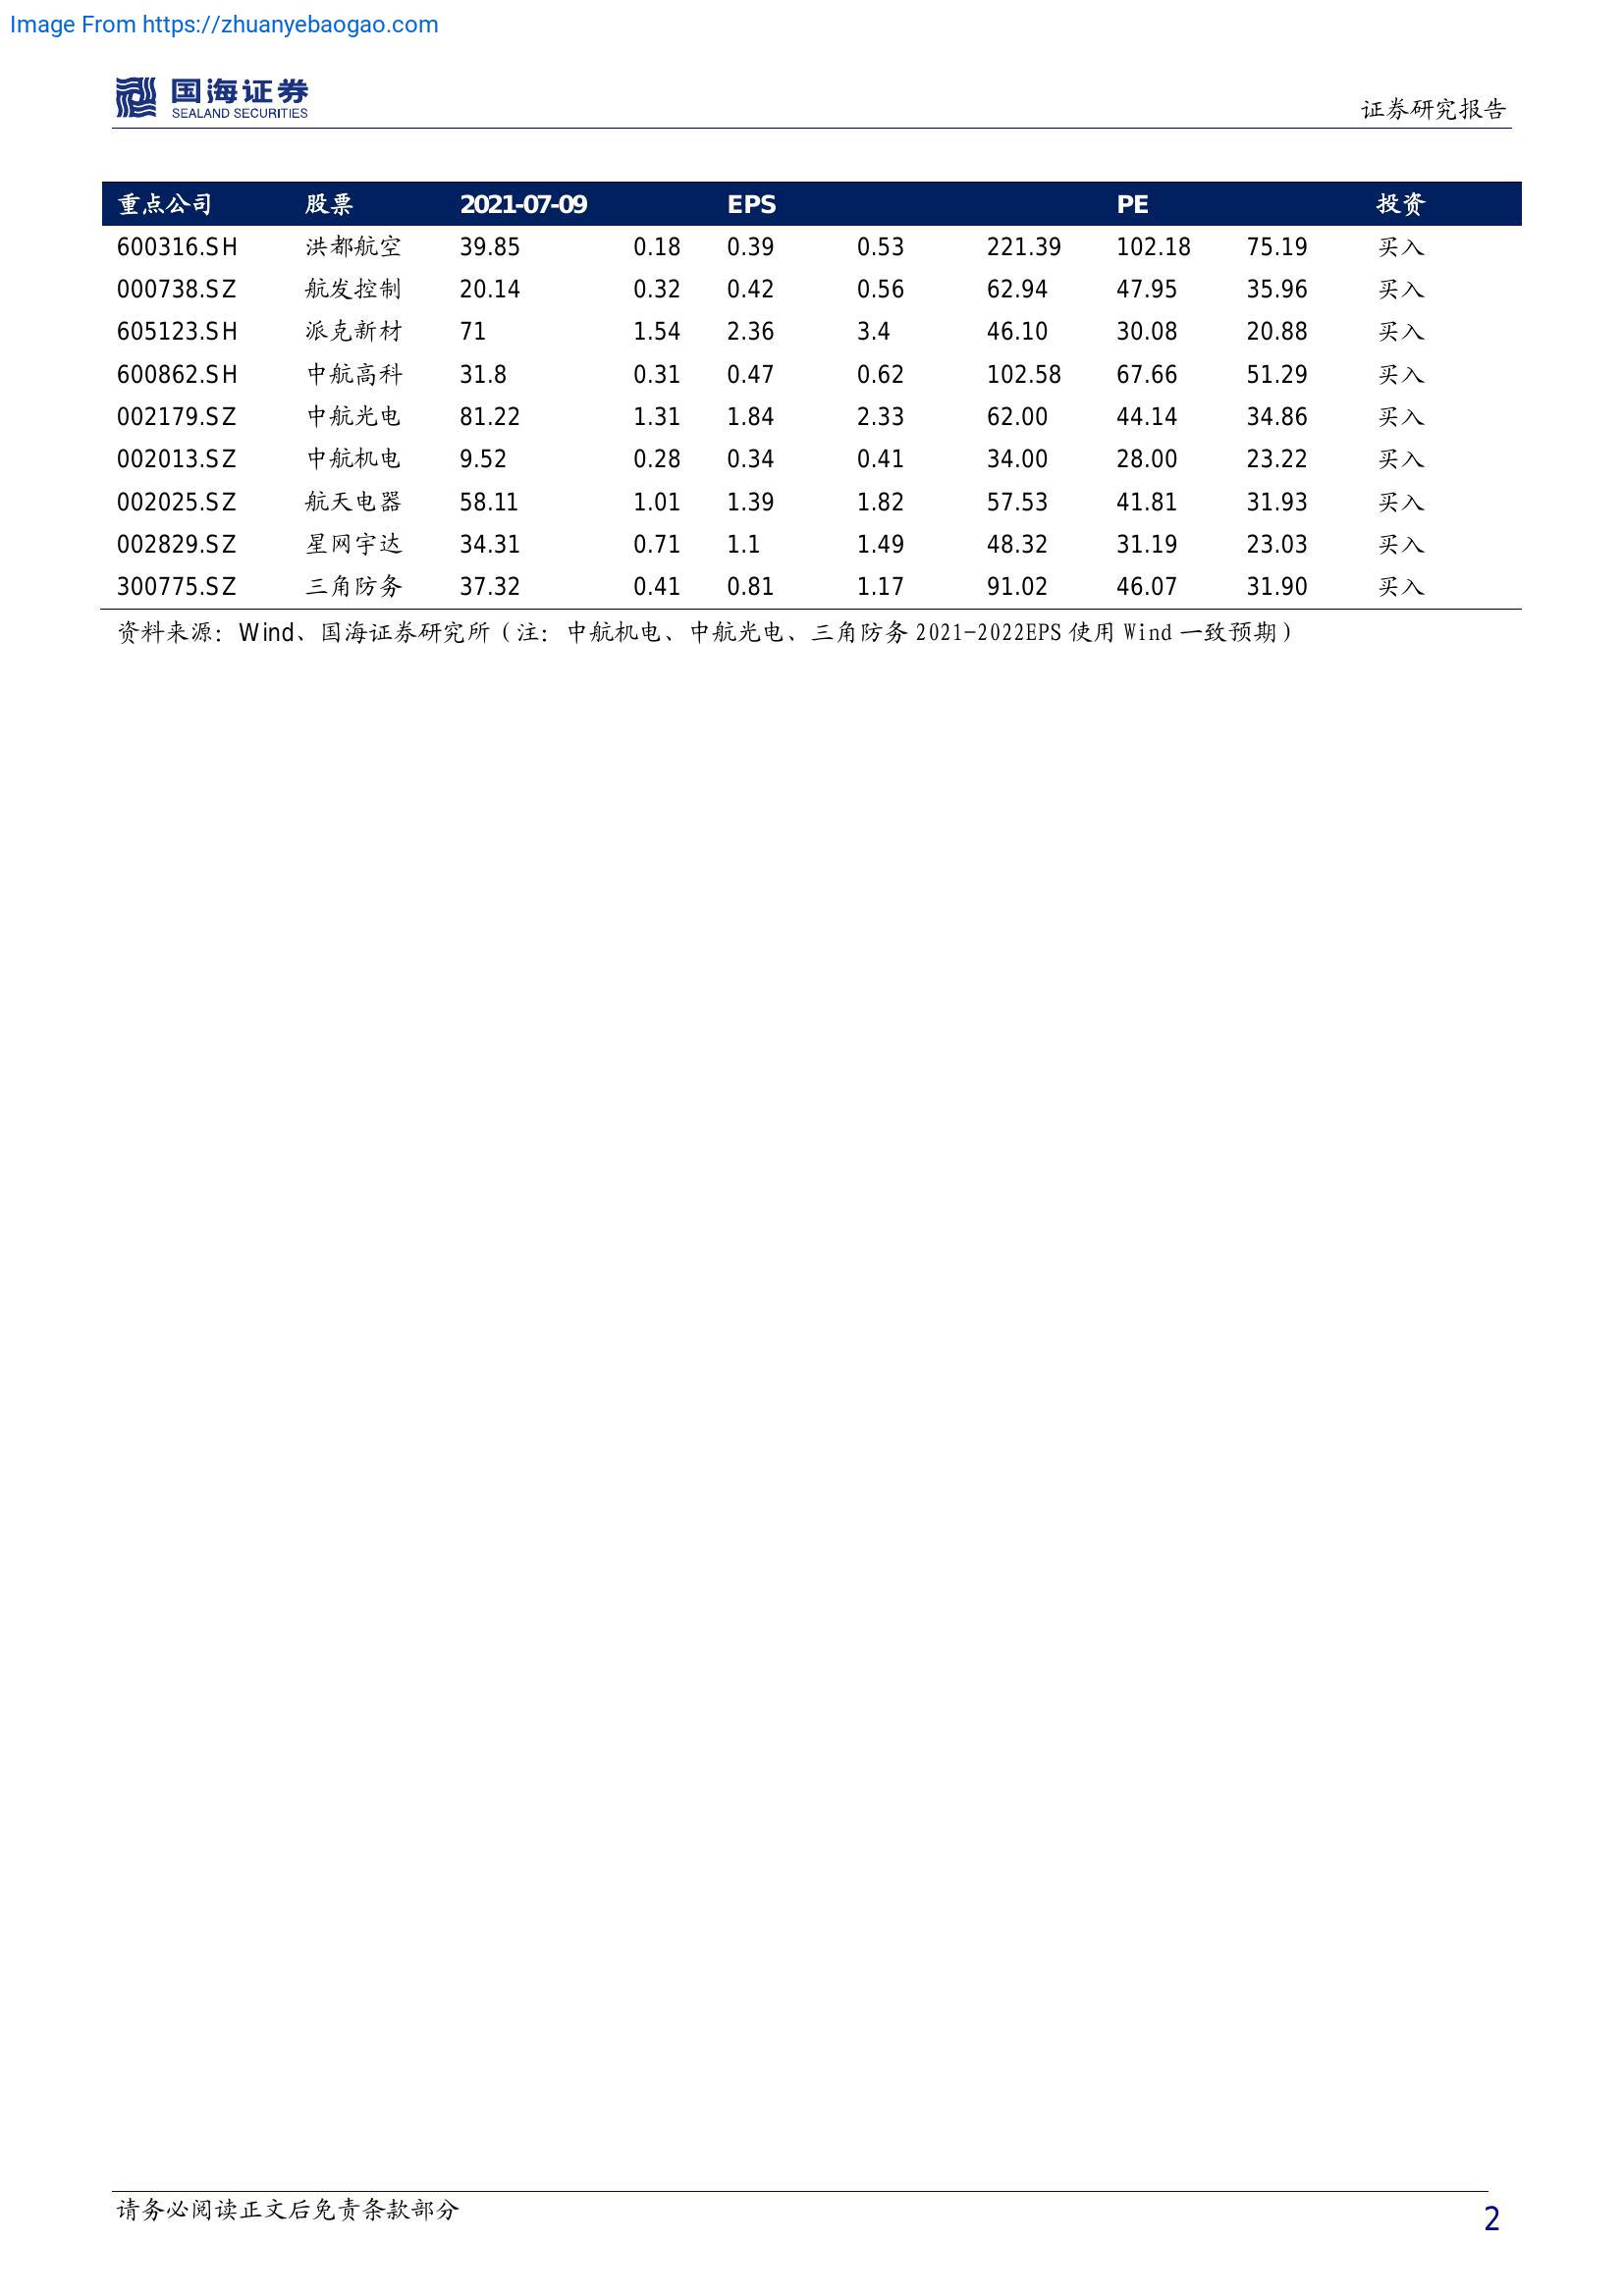 Image From https://zhuanyebaogao.com
国海证券
SEALAND SECURITIES
证券研究报告
重点公司 股票 2021-07-09 EPS PE 投资
600316.SH 洪都航空 39.85 0.18 0.39 0.53 221.39 102.18 75.19 买入
000738.SZ 航发控制 20.14 0.32 0.42 0.56 62.94 47.95 35.96 买入
605123.SH 派克新材 71 1.54 2.36 3.4 46.10 30.08 20.88 买入
600862.SH 中航高科 31.8 0.31 0.47 0.62 102.58 67.66 51.29 买入
002179.SZ 中航光电 81.22 1.31 1.84 2.33 62.00 44.14 34.86 买入
002013.SZ 中航机电 9.52 0.28 0.34 0.41 34.00 28.00 23.22 买入
002025.SZ 航天电器 58.11 1.01 1.39 1.82 57.53 41.81 31.93 买入
002829.SZ 星网宇达 34.31 0.71 1.1 1.49 48.32 31.19 23.03 买入
300775.SZ 三角防务 37.32 0.41 0.81 1.17 91.02 46.07 31.90 买入
资料来源：Wind、国海证券研究所（注：中航机电、中航光电、三角防务 2021-2022EPS 使用 Wind 一致预期）
请务必阅读正文后免责条款部分
2